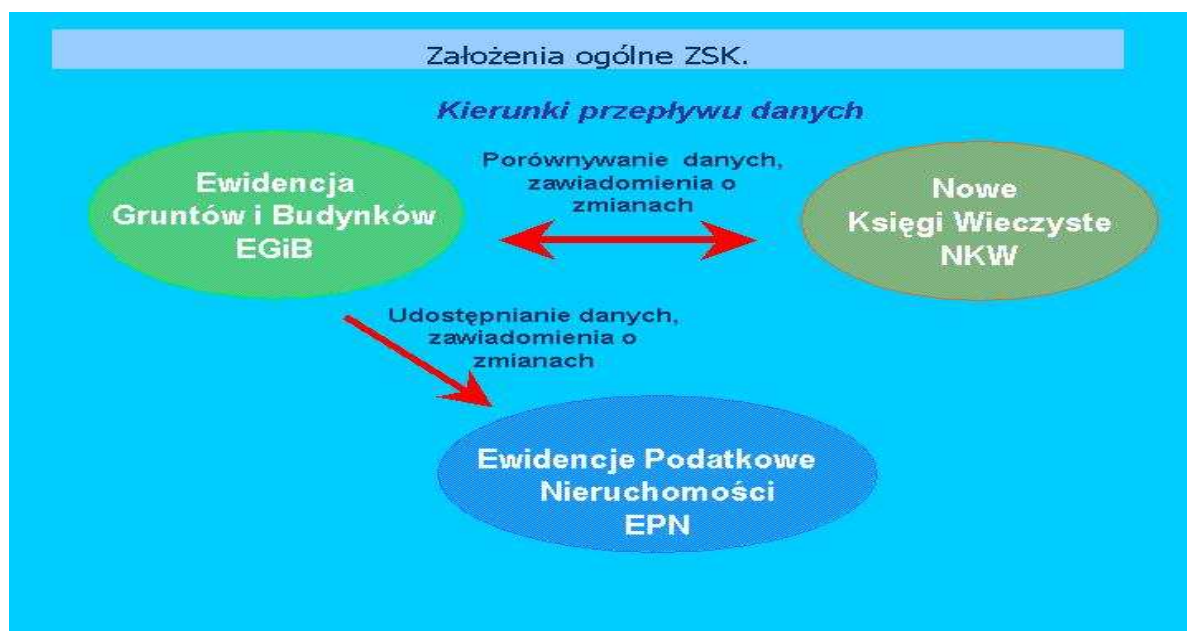 Założenia ogólne ZSK.
Kierunki przepływu danych
Ewidencja
Gruntów i Budynków
EGiB
Porównywanie danych,
zawiadomienia o
zmianach
Nowe
Księgi Wieczyste
NKW
Udostępnianie danych,
zawiadomienia o
zmianach
Ewidencje Podatkowe
Nieruchomości
EPN